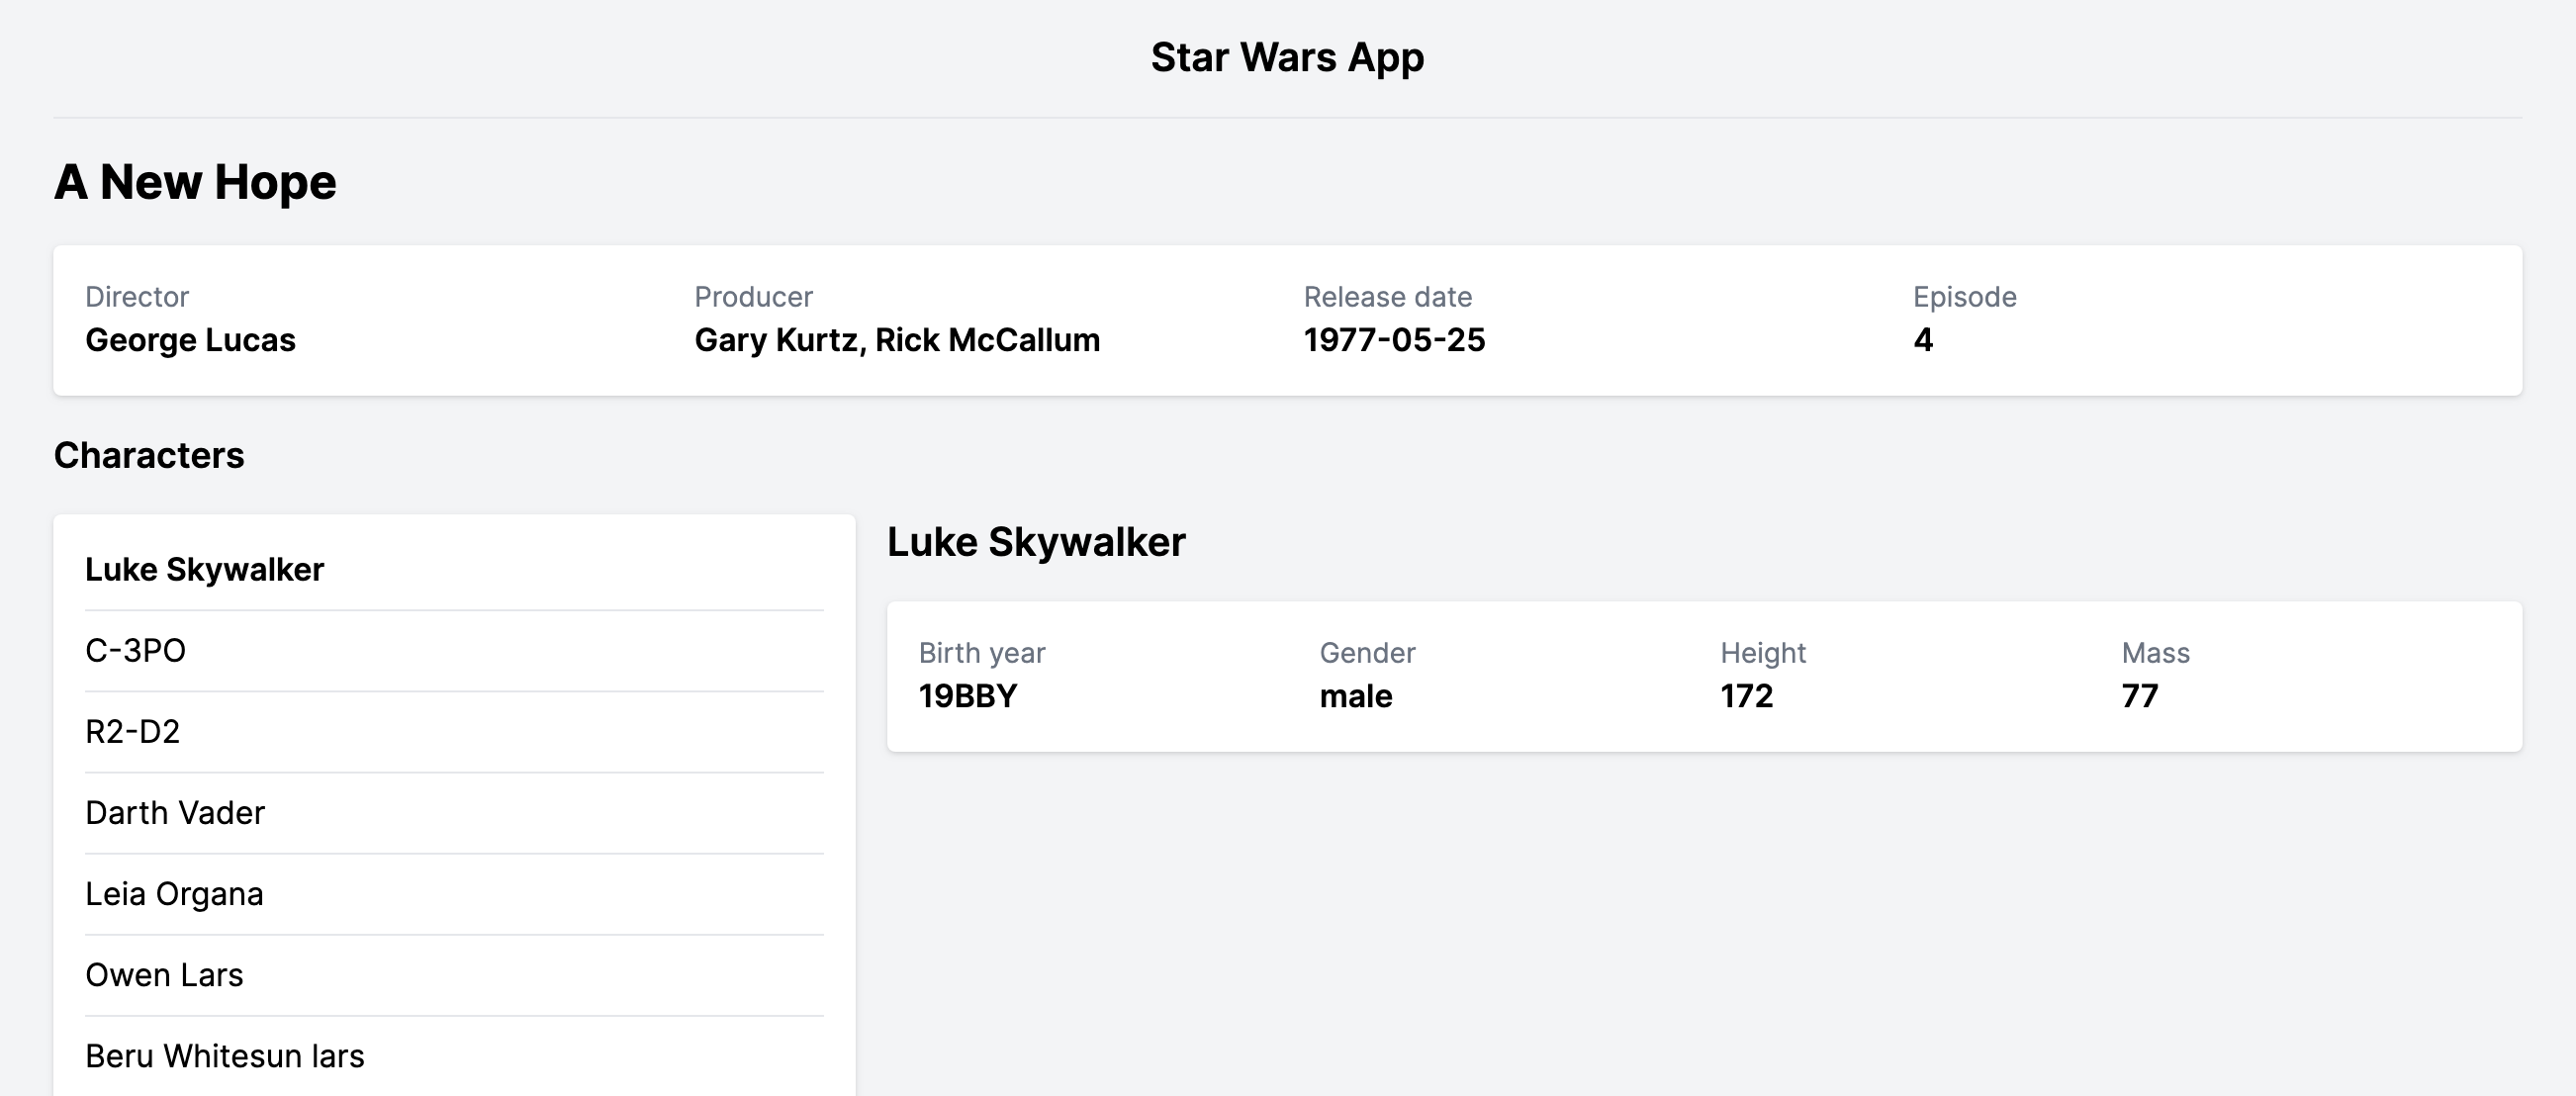 Star Wars App
A New Hope
Director Producer Release date Episode
George Lucas Gary Kurtz, Rick McCallum 1977-05-25 4
Characters
Luke Skywalker
C-3PO
R2-D2
Darth Vader
Leia Organa
Owen Lars
Beru Whitesun lars
Luke Skywalker
Birth year Gender Height Mass
19BBY male 172 77